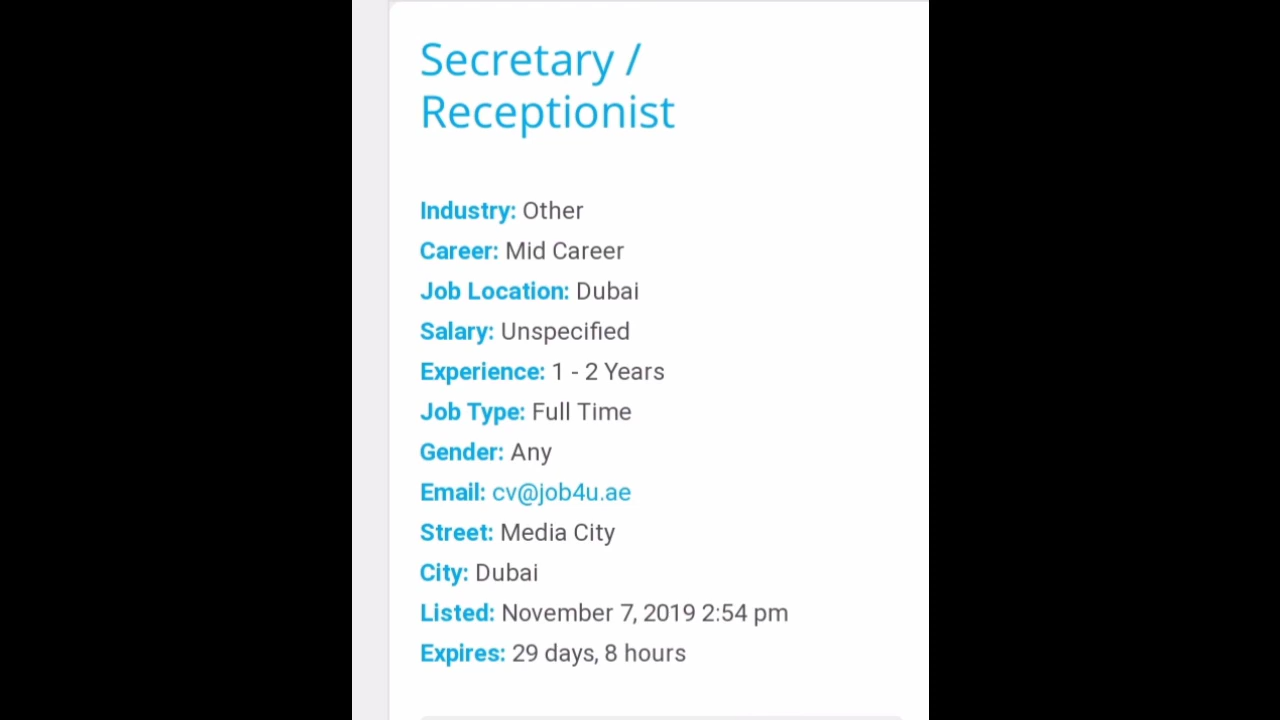 Secretary /
Receptionist
Industry: Other
Career: Mid Career
Job Location: Dubai
Salary: Unspecified
Experience: 1 - 2 Years
Job Type: Full Time
Gender: Any
Email: cv@job4u.ae
Street: Media City
City: Dubai
Listed: November 7, 2019 2:54 pm
Expires: 29 days, 8 hours